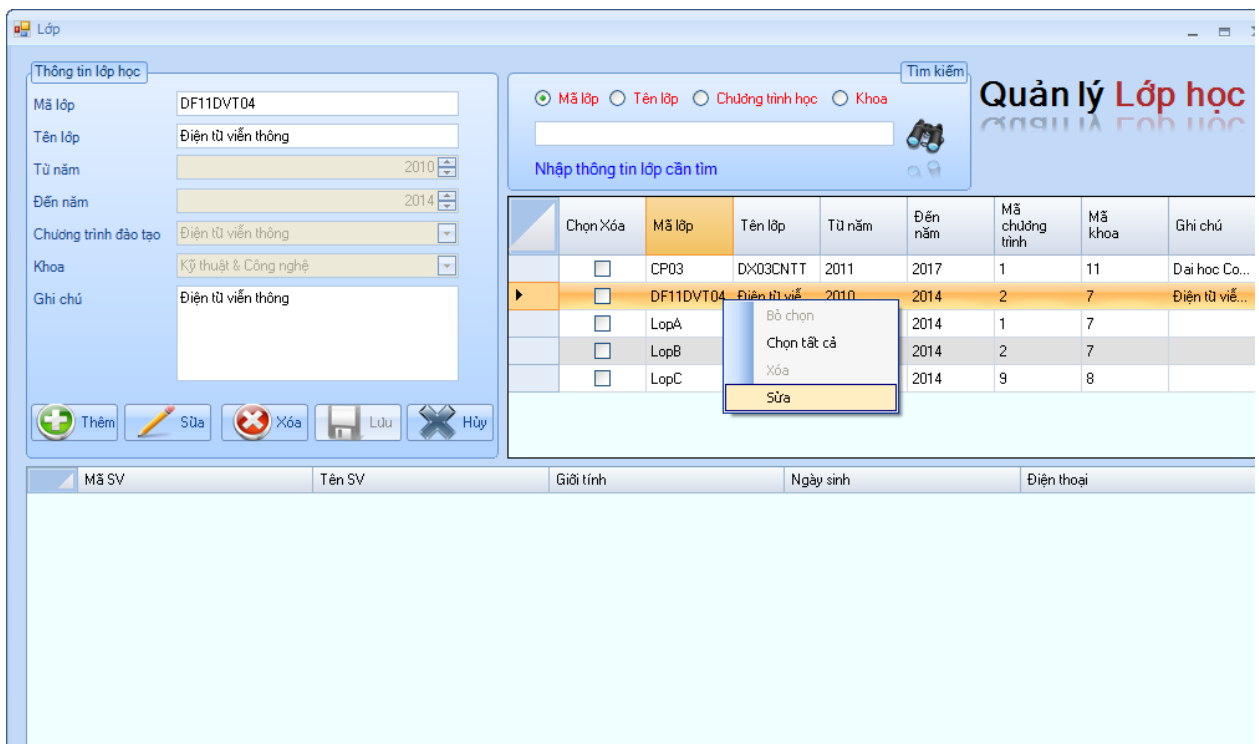 Lớp
Thông tin lớp học
Mã lớp DF11DVT04
Tên lớp Điện tử viễn thông
Từ năm 2010
Đến năm 2014
Chương trình đào tạo Điện tử viễn thông
Khoa Kỹ thuật & Công nghệ
Ghi chú Điện tử viễn thông
Thêm Sửa Xóa Lưu Hủy
Tìm kiếm
Mã lớp Tên lớp Chương trình học Khoa
Nhập thông tin lớp cần tìm
Quản lý Lớp học
Chọn Xóa Mã lớp Tên lớp Từ năm Đến năm Mã chương trình Mã khoa Ghi chú
CP03 DX03CNTT 2011 2017 1 11 Dai hoc Co...
DF11DVT04 Điện tử viễ... 2010 2014 2 7 Điện tử viễ...
LopA 2014 1 7
LopB 2014 2 7
LopC 2014 9 8
Bỏ chọn
Chọn tất cả
Xóa
Sửa
Mã SV Tên SV Giới tính Ngày sinh Điện thoại